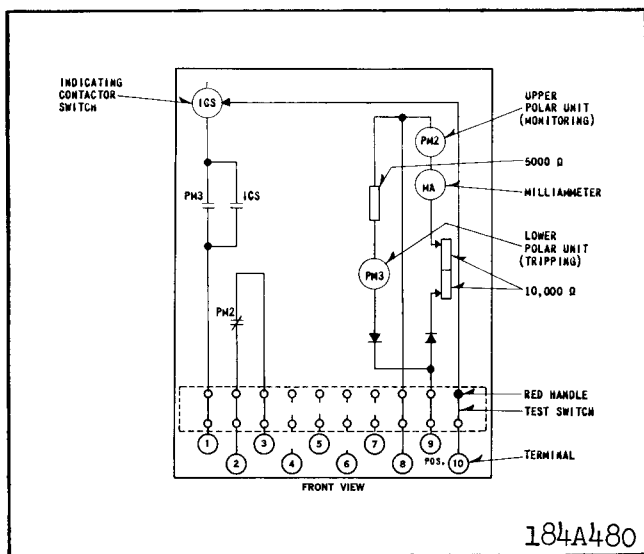 INDICATING
CONTACTOR
SWITCH
ICS
UPPER
POLAR UNIT
(MONITORING)
PM2
5000 Ω
MA
MILLIAMMETER
PM3
ICS
LOWER
POLAR UNIT
(TRIPPING)
PM3
10,000 Ω
PM2
RED HANDLE
TEST SWITCH
1
3
5
7
9
2
4
6
8
POS.
10
TERMINAL
FRONT VIEW
184A480